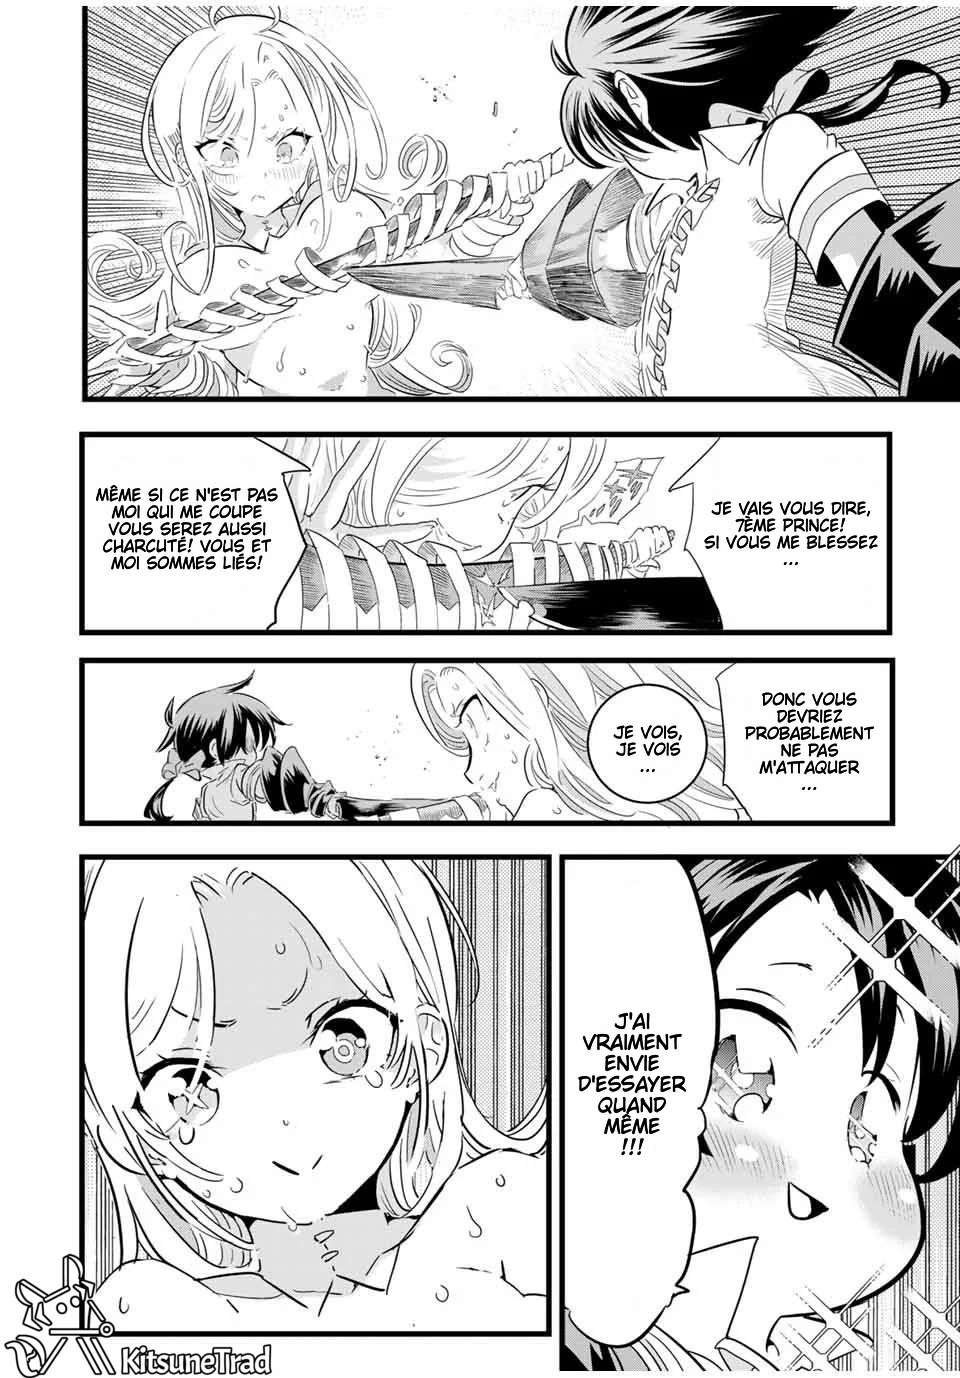 JE VAIS VOUS DIRE,
7ÈME PRINCE!
SI VOUS ME BLESSEZ
...
MÊME SI CE N'EST PAS
MOI QUI ME COUPE
VOUS SEREZ AUSSI
CHARCUTÉ! VOUS ET
MOI SOMMES LIÉS!
DONC VOUS
DEVRIEZ
PROBABLEMENT
NE PAS
M'ATTAQUER
...
JE VOIS,
JE VOIS
...
J'AI
VRAIMENT
ENVIE
D'ESSAYER
QUAND
MÊME
!!!
KitsuneTrad